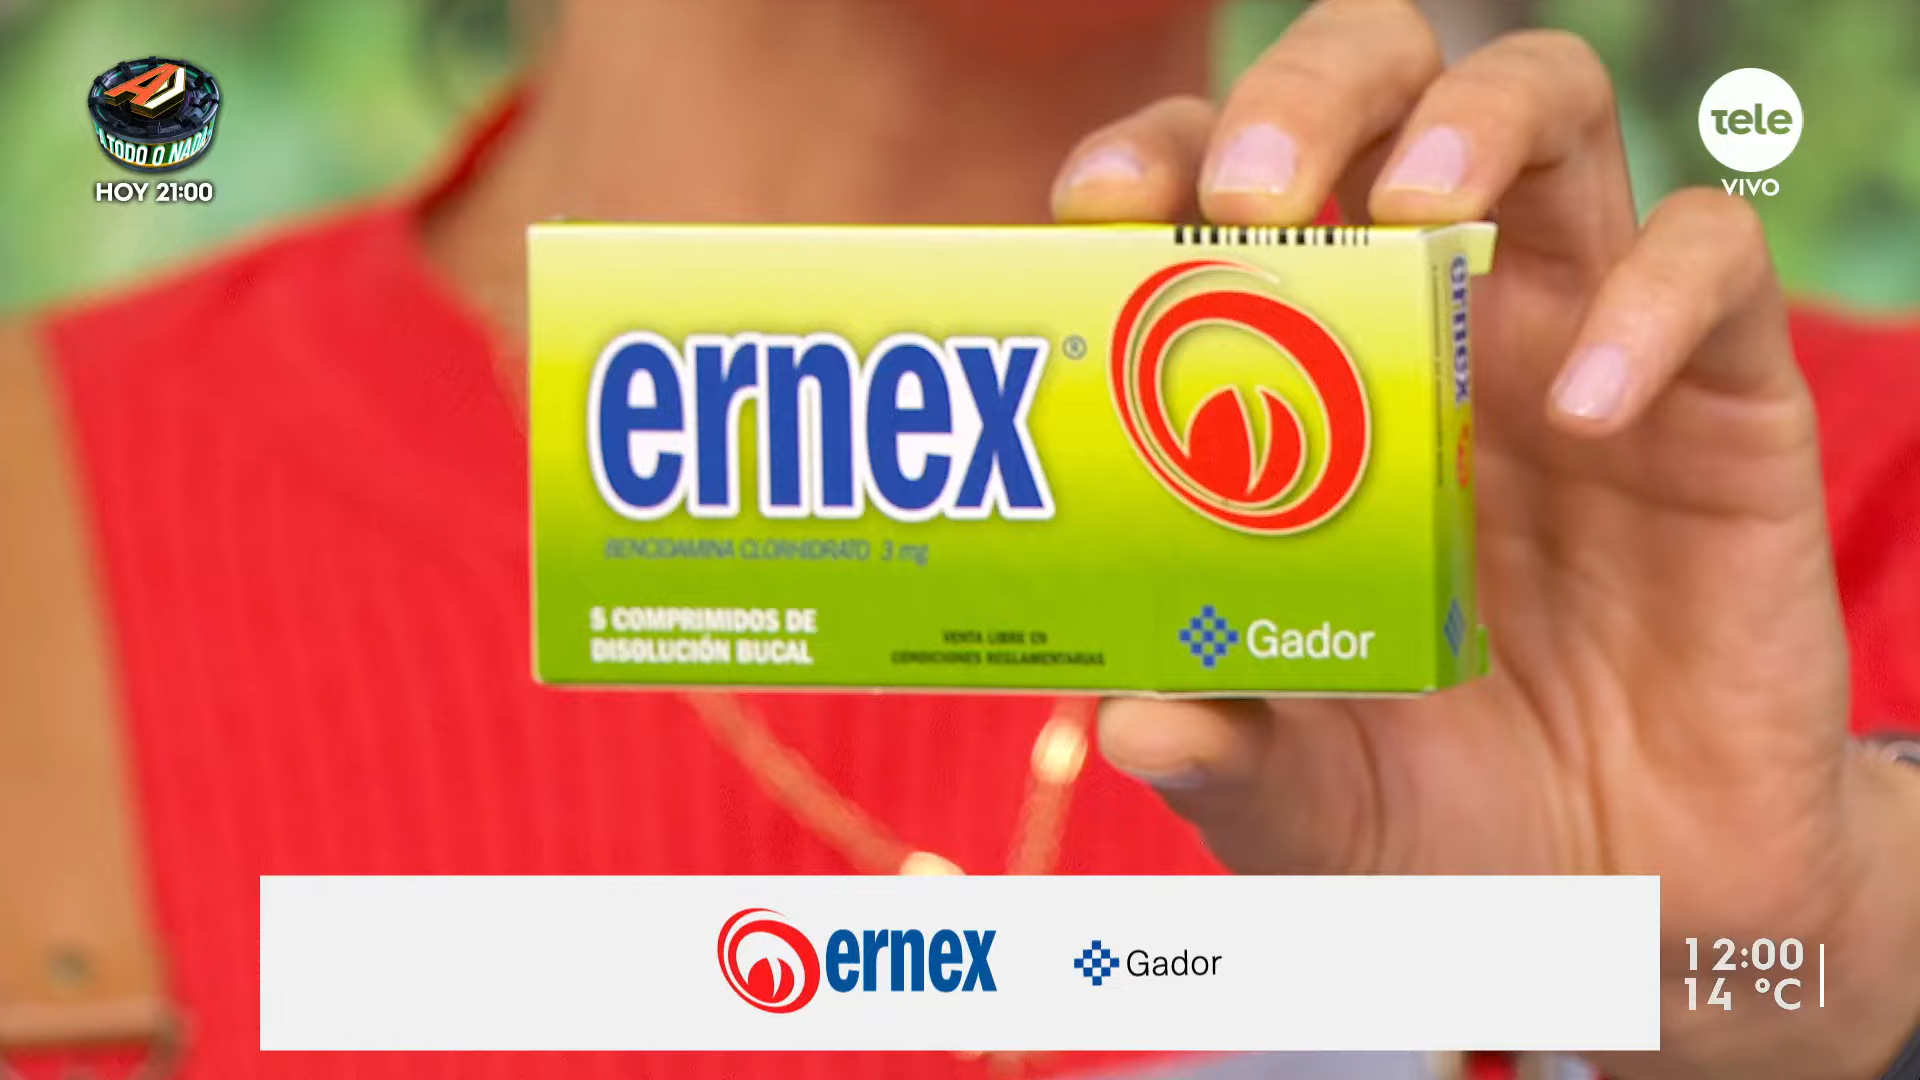 A TODO O NADA
HOY 21:00
tele
VIVO
ernex®
BENCIDAMINA CLORHIDRATO 3 mg
5 COMPRIMIDOS DE
DISOLUCIÓN BUCAL
VENTA LIBRE EN
CONDICIONES REGLAMENTARIAS
Gador
ernex
ernex
Gador
12:00
14 °C